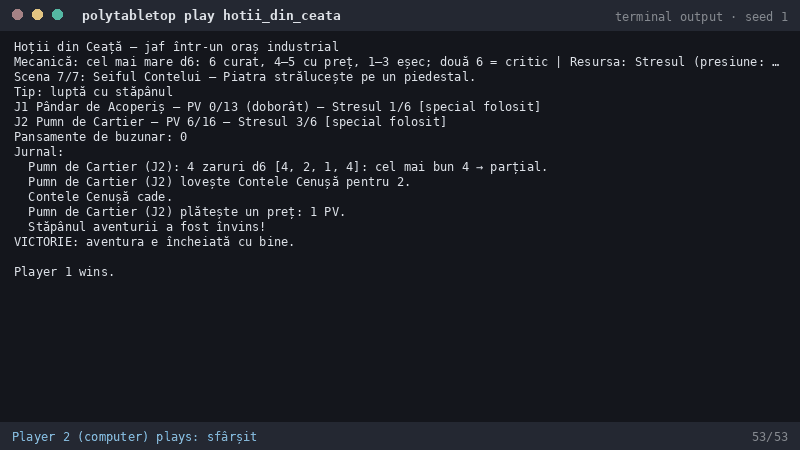 polytabletop play hotii_din_ceata
terminal output · seed 1
Hoții din Ceață — jaf într-un oraș industrial
Mecanică: cel mai mare d6: 6 curat, 4–5 cu preț, 1–3 eșec; două 6 = critic | Resursa: Stresul (presiune: …
Scena 7/7: Seiful Contelui — Piatra strălucește pe un piedestal.
Tip: luptă cu stăpânul
J1 Pândar de Acoperiș — PV 0/13 (doborât) — Stresul 1/6 [special folosit]
J2 Pumn de Cartier — PV 6/16 — Stresul 3/6 [special folosit]
Pansamente de buzunar: 0
Jurnal:
Pumn de Cartier (J2): 4 zaruri d6 [4, 2, 1, 4]: cel mai bun 4 → parțial.
Pumn de Cartier (J2) lovește Contele Cenușă pentru 2.
Contele Cenușă cade.
Pumn de Cartier (J2) plătește un preț: 1 PV.
Stăpânul aventurii a fost învins!
VICTORIE: aventura e încheiată cu bine.
Player 1 wins.
Player 2 (computer) plays: sfârșit
53/53